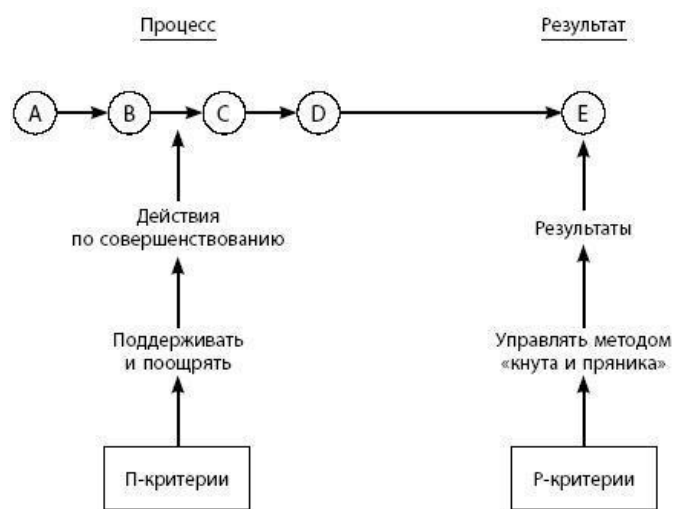 Процесс
Результат
A
B
C
D
E
Действия
по совершенствованию
Результаты
Поддерживать
и поощрять
Управлять методом
«кнута и пряника»
П-критерии
Р-критерии